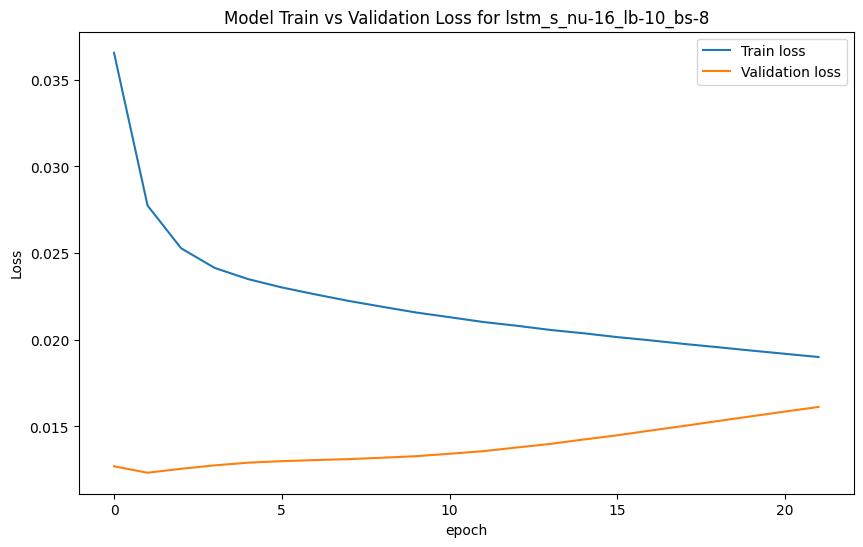 Model Train vs Validation Loss for lstm_s_nu-16_lb-10_bs-8
Train loss
Validation loss
0.035
0.030
0.025
0.020
0.015
Loss
0 5 10 15 20
epoch